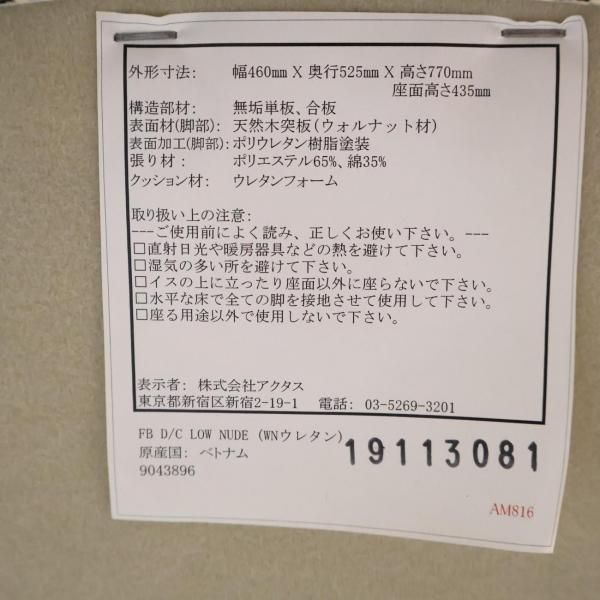 外形寸法: 幅460mm X 奥行525mm X 高さ770mm
座面高さ435mm
構造部材: 無垢単板、合板
表面材(脚部): 天然木突板(ウォルナット材)
表面加工(脚部): ポリウレタン樹脂塗装
張り材 : ポリエステル65%、綿35%
クッション材: ウレタンフォーム
取り扱い上の注意:
---ご使用前によく読み、正しくお使い下さい。---
□直射日光や暖房器具などの熱を避けて下さい。
□湿気の多い所を避けて下さい。
□イスの上に立ったり座面以外に座らないで下さい。
□水平な床で全ての脚を接地させて使用して下さい。
□座る用途以外で使用しないで下さい。
表示者: 株式会社アクタス
東京都新宿区新宿2-19-1 電話: 03-5269-3201
FB D/C LOW NUDE (WNウレタン)
原産国: ベトナム
9043896
19113081
AM816